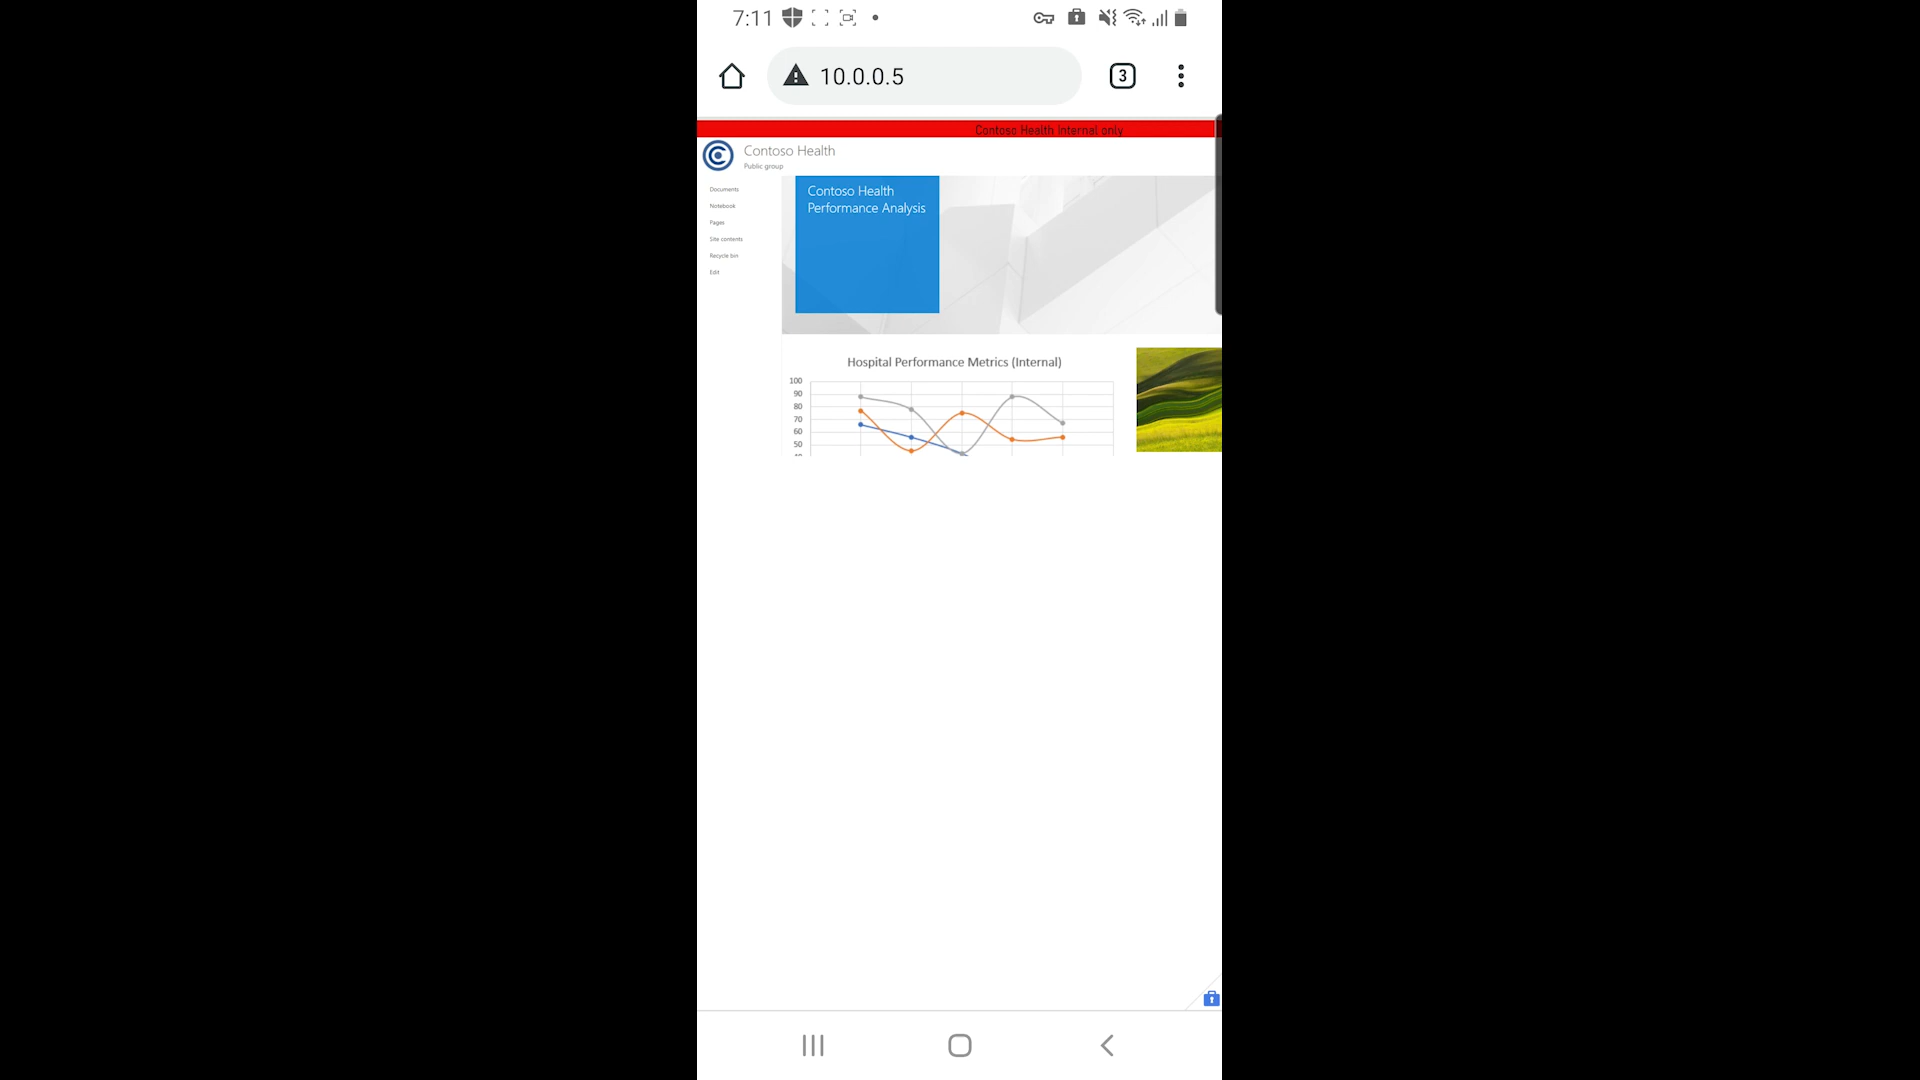 7:11
10.0.0.5
3
Contoso Health Internal only
Contoso Health
Public group
Documents
Notebook
Pages
Site contents
Recycle bin
Edit
Contoso Health
Performance Analysis
Hospital Performance Metrics (Internal)
100
90
80
70
60
50